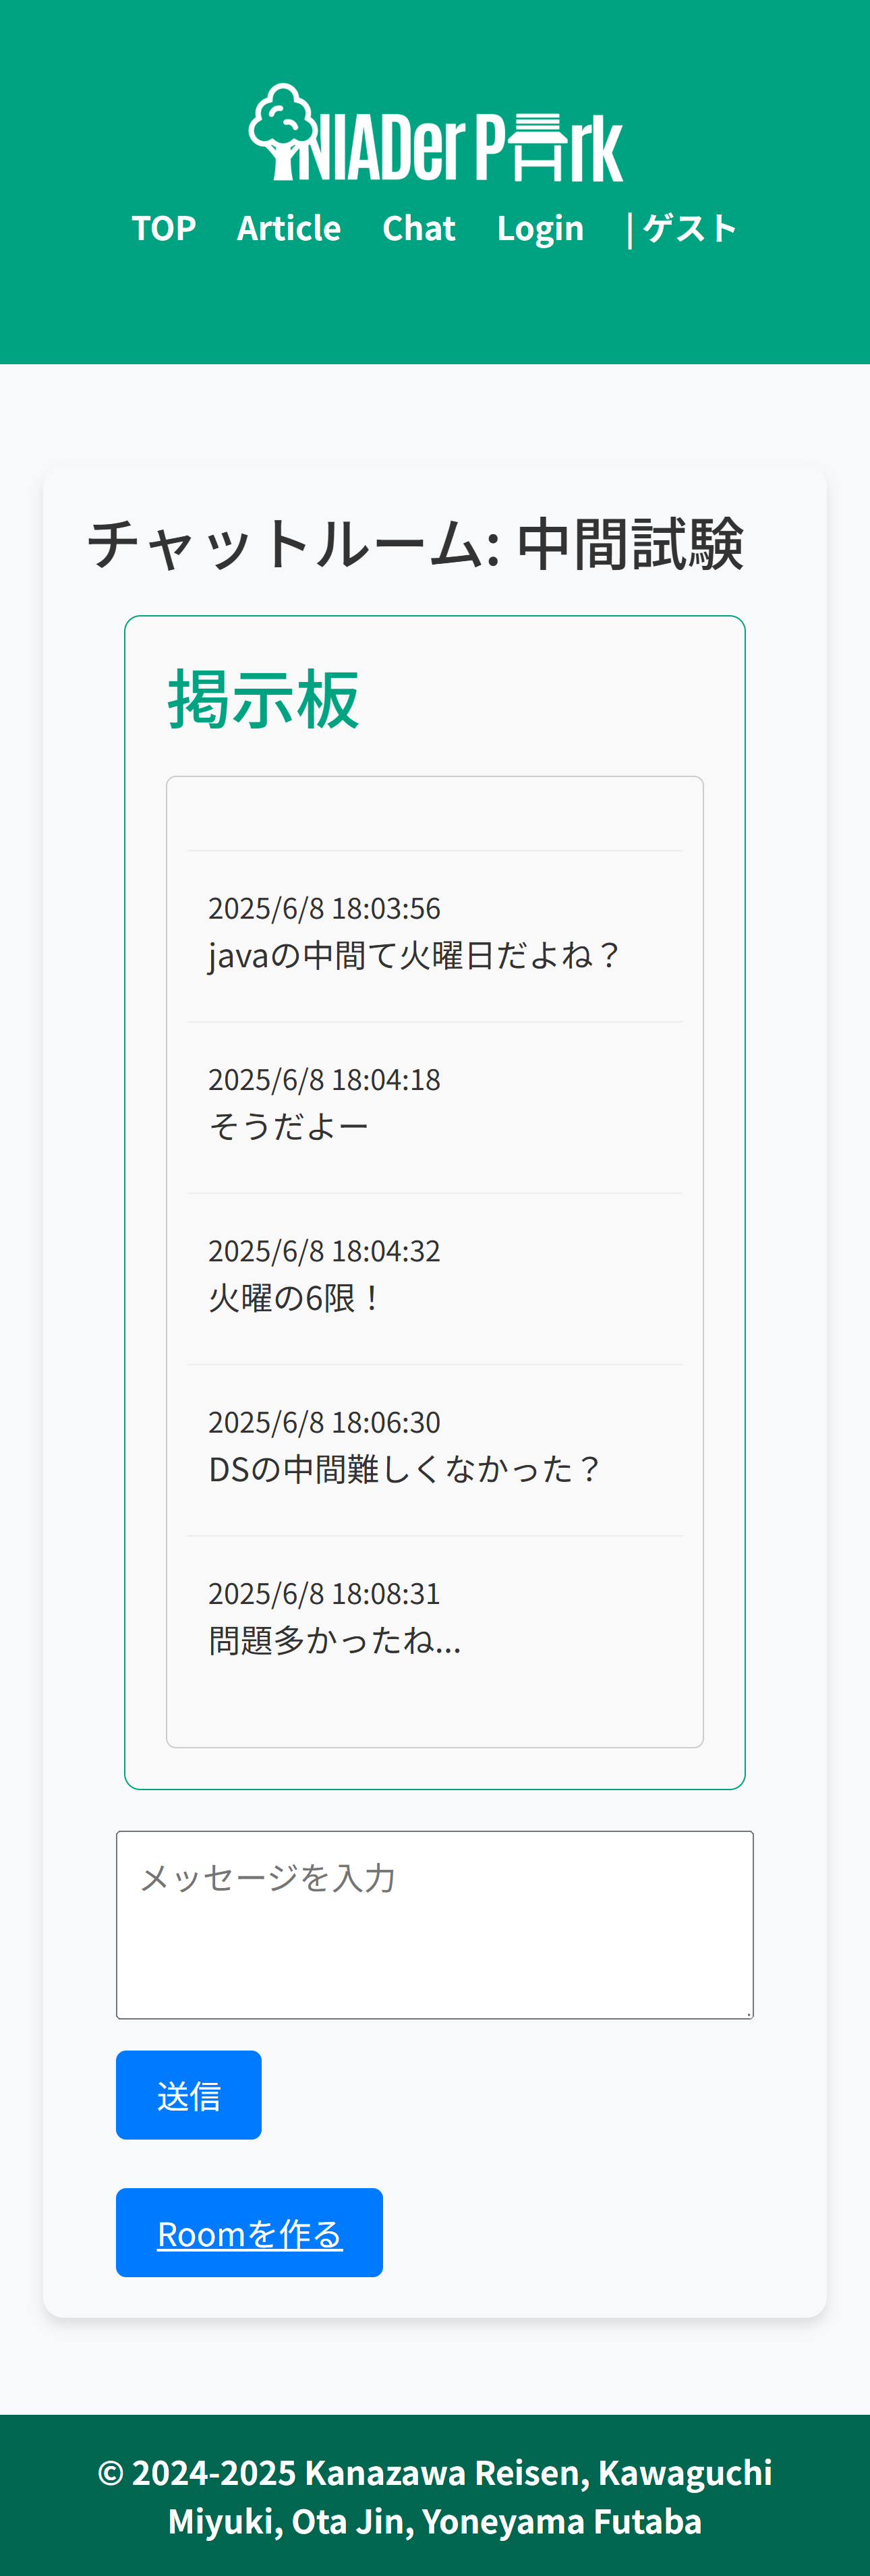 NIADer Park
TOP Article Chat Login | ゲスト
チャットルーム: 中間試験
掲示板
2025/6/8 18:03:56
javaの中間て火曜日だよね？
2025/6/8 18:04:18
そうだよー
2025/6/8 18:04:32
火曜の6限！
2025/6/8 18:06:30
DSの中間難しくなかった？
2025/6/8 18:08:31
問題多かったね...
メッセージを入力
送信
Roomを作る
© 2024-2025 Kanazawa Reisen, Kawaguchi
Miyuki, Ota Jin, Yoneyama Futaba